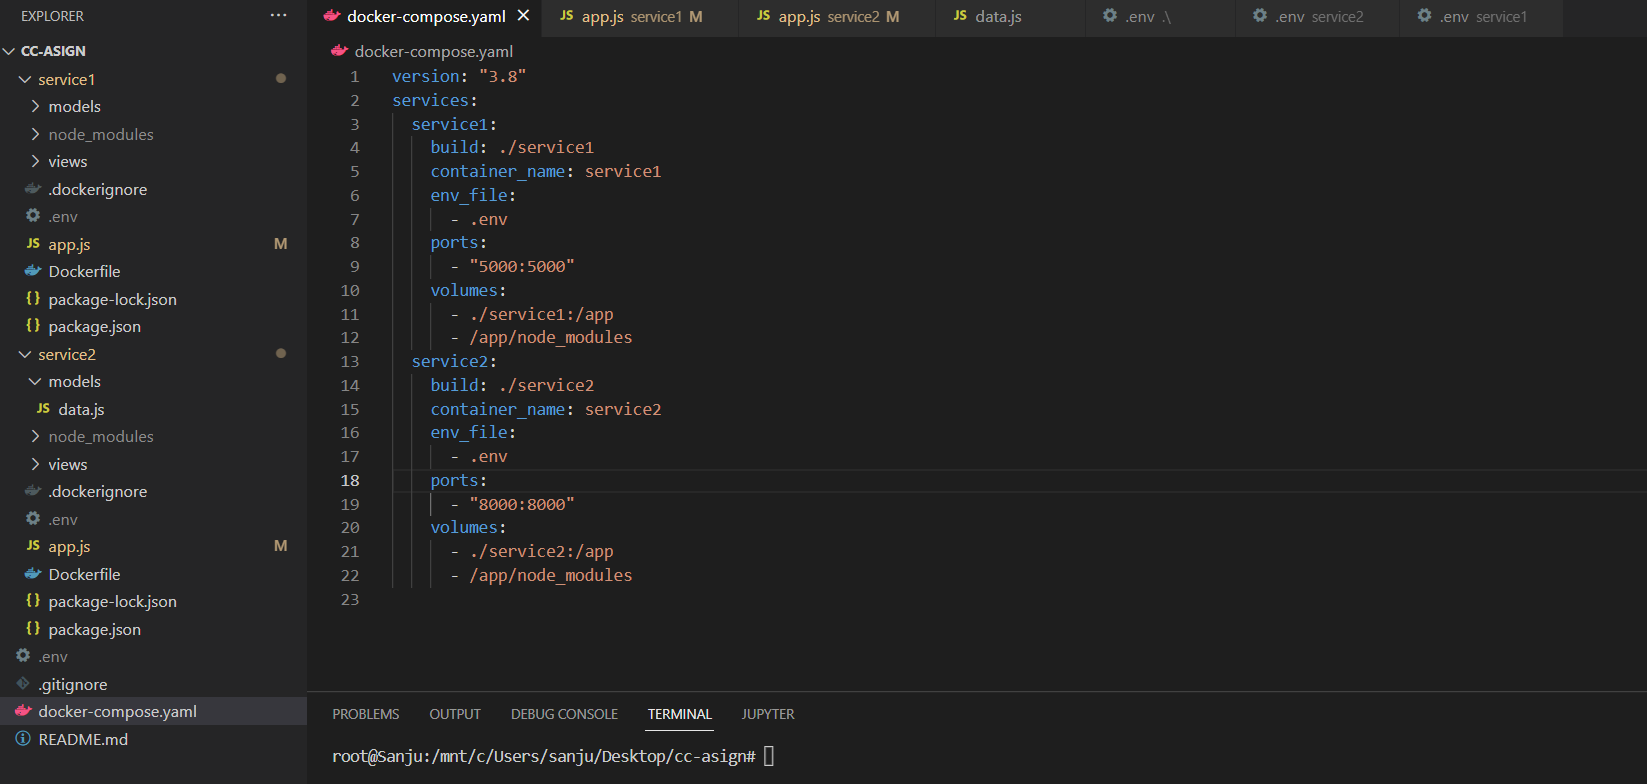 EXPLORER ···
CC-ASIGN
service1
models
node_modules
views
.dockerignore
.env
JS app.js M
Dockerfile
{} package-lock.json
{} package.json
service2
models
JS data.js
node_modules
views
.dockerignore
.env
JS app.js M
Dockerfile
{} package-lock.json
{} package.json
.env
.gitignore
docker-compose.yaml
README.md
docker-compose.yaml × JS app.js service1 M JS app.js service2 M JS data.js .env .\ .env service2 .env service1
docker-compose.yaml
1 version: "3.8"
2 services:
3 service1:
4 build: ./service1
5 container_name: service1
6 env_file:
7 - .env
8 ports:
9 - "5000:5000"
10 volumes:
11 - ./service1:/app
12 - /app/node_modules
13 service2:
14 build: ./service2
15 container_name: service2
16 env_file:
17 - .env
18 ports:
19 - "8000:8000"
20 volumes:
21 - ./service2:/app
22 - /app/node_modules
23
PROBLEMS OUTPUT DEBUG CONSOLE TERMINAL JUPYTER
root@Sanju:/mnt/c/Users/sanju/Desktop/cc-asign#